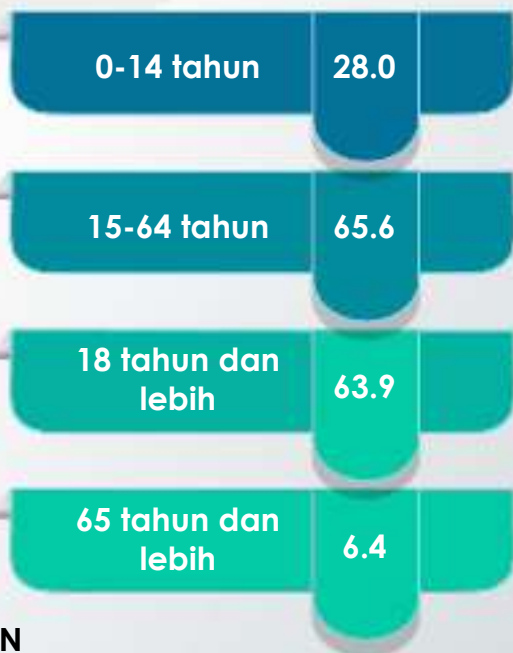 0-14 tahun 28.0
15-64 tahun 65.6
18 tahun dan
lebih 63.9
65 tahun dan
lebih 6.4
N